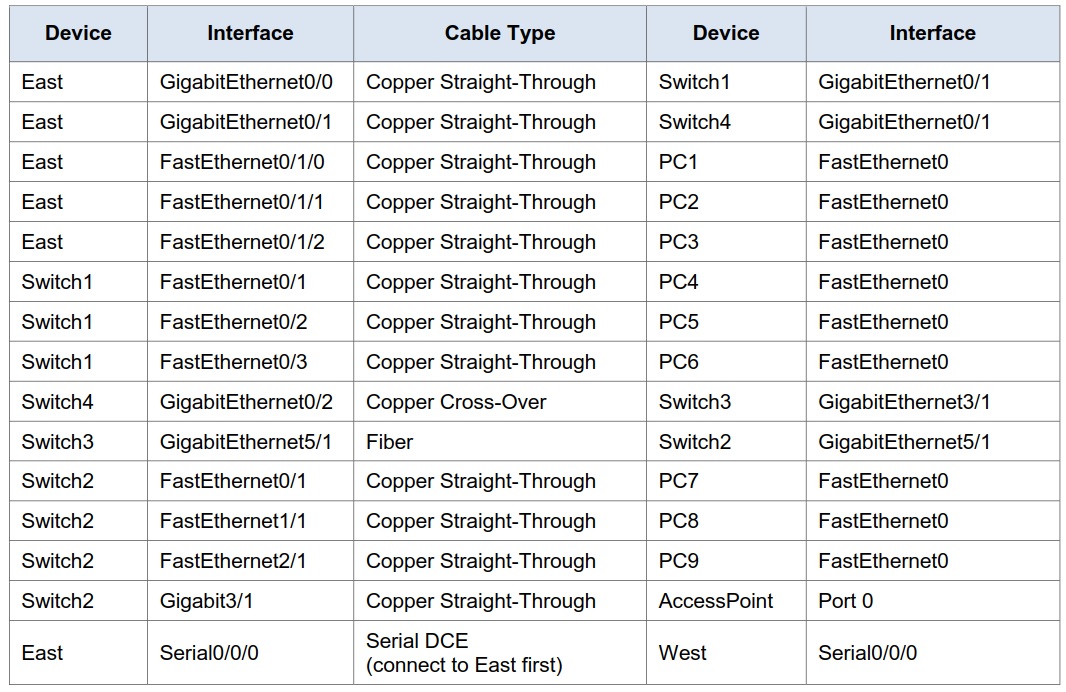 Device Interface Cable Type Device Interface
East GigabitEthernet0/0 Copper Straight-Through Switch1 GigabitEthernet0/1
East GigabitEthernet0/1 Copper Straight-Through Switch4 GigabitEthernet0/1
East FastEthernet0/1/0 Copper Straight-Through PC1 FastEthernet0
East FastEthernet0/1/1 Copper Straight-Through PC2 FastEthernet0
East FastEthernet0/1/2 Copper Straight-Through PC3 FastEthernet0
Switch1 FastEthernet0/1 Copper Straight-Through PC4 FastEthernet0
Switch1 FastEthernet0/2 Copper Straight-Through PC5 FastEthernet0
Switch1 FastEthernet0/3 Copper Straight-Through PC6 FastEthernet0
Switch4 GigabitEthernet0/2 Copper Cross-Over Switch3 GigabitEthernet3/1
Switch3 GigabitEthernet5/1 Fiber Switch2 GigabitEthernet5/1
Switch2 FastEthernet0/1 Copper Straight-Through PC7 FastEthernet0
Switch2 FastEthernet1/1 Copper Straight-Through PC8 FastEthernet0
Switch2 FastEthernet2/1 Copper Straight-Through PC9 FastEthernet0
Switch2 Gigabit3/1 Copper Straight-Through AccessPoint Port 0
East Serial0/0/0 Serial DCE
(connect to East first) West Serial0/0/0